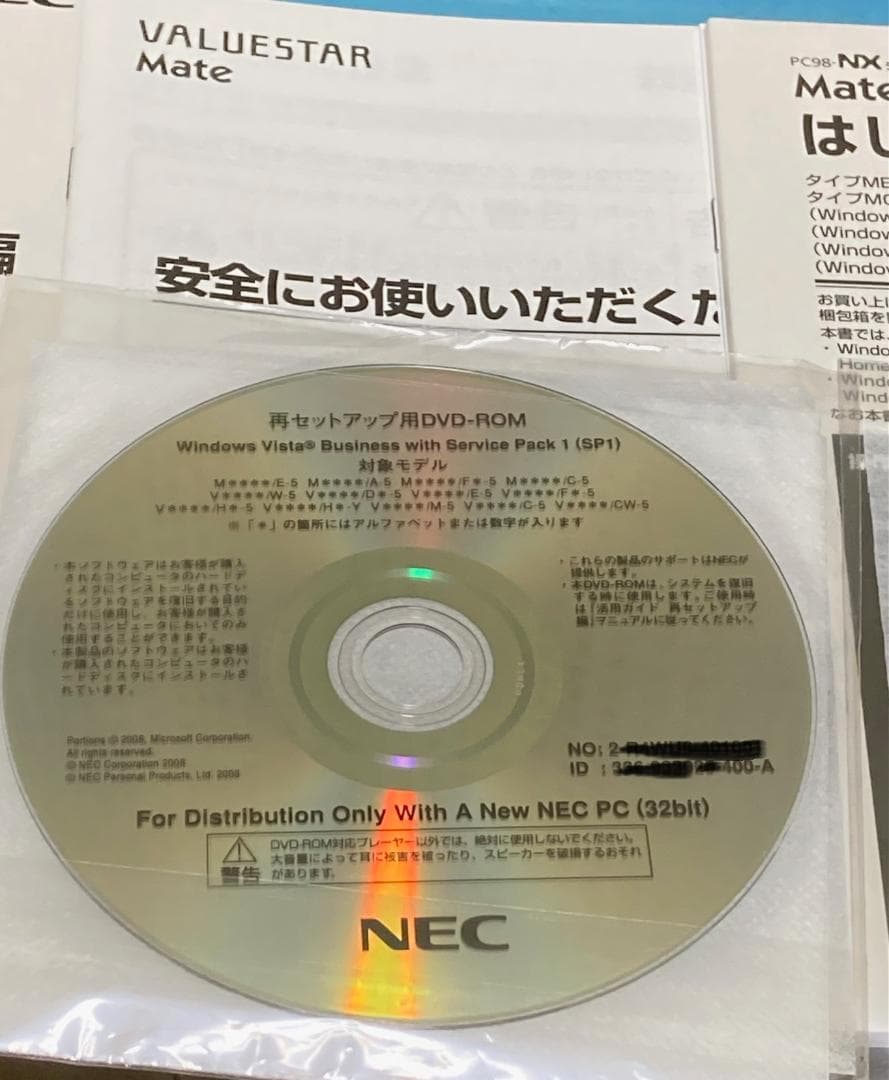 VALUESTAR
Mate
安全にお使いいただくた
PC98-NX
Mate
はじ
タイプME
タイプMC
(Window
(Window
(Window
(Window
お買い上
梱包箱を
本書では、
・Windo
Home
・Windo
Wind
なお本
編
再セットアップ用DVD-ROM
Windows Vista® Business with Service Pack 1 (SP1)
対象モデル
M****/E-5 M****/A-5 M****/F*-5 M****/C-5
V****/W-5 V****/D*-5 V****/E-5 V****/F*-5
V****/H*-5 V****/H*-Y V****/M-5 V****/C-5 V****/CW-5
※「*」の箇所にはアルファベットまたは数字が入ります
・本ソフトウェアはお客様が購入
されたコンピュータのハードデ
ィスクにインストールされてい
るソフトウェアを復旧する目的
だけに使用し、お客様が購入さ
れたコンピュータにおいてのみ
使用することができます。
・本製品のソフトウェアはお客様
が購入されたコンピュータのハ
ードディスクにインストールさ
れています。
・これらの製品のサポートはNECが
提供します。
・本DVD-ROMは、システムを復旧
する時に使用します。ご使用時
は「活用ガイド 再セットアップ
編」マニュアルに従ってください。
Portions © 2008, Microsoft Corporation.
All rights reserved.
© NEC Corporation 2008
© NEC Personal Products, Ltd. 2008
NO: 2-
ID : 400-A
For Distribution Only With A New NEC PC (32bit)
警告
DVD-ROM対応プレーヤー以外では、絶対に使用しないでください。
大音量によって耳に被害を被ったり、スピーカーを破損するおそれ
があります。
NEC